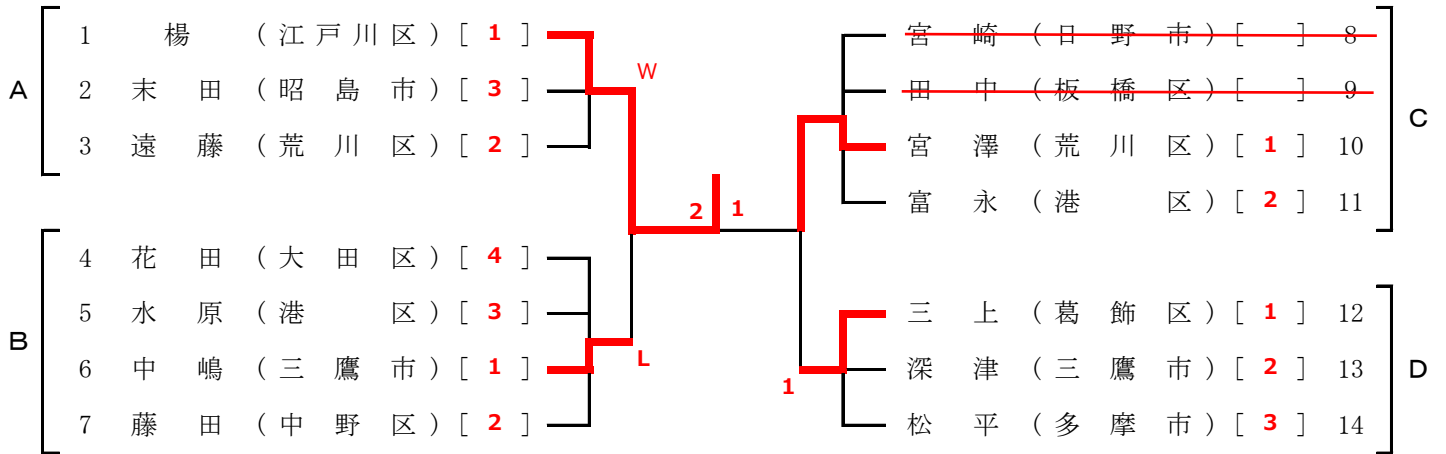 A
1 楊 (江戸川区) [ 1 ]
2 末田 (昭島市) [ 3 ]
3 遠藤 (荒川区) [ 2 ]
W
B
4 花田 (大田区) [ 4 ]
5 水原 (港区) [ 3 ]
6 中嶋 (三鷹市) [ 1 ]
7 藤田 (中野区) [ 2 ]
L
2 1
宮崎 (日野市) [ ] 8
田中 (板橋区) [ ] 9
宮澤 (荒川区) [ 1 ] 10
富永 (港区) [ 2 ] 11
C
1
三上 (葛飾区) [ 1 ] 12
深津 (三鷹市) [ 2 ] 13
松平 (多摩市) [ 3 ] 14
D